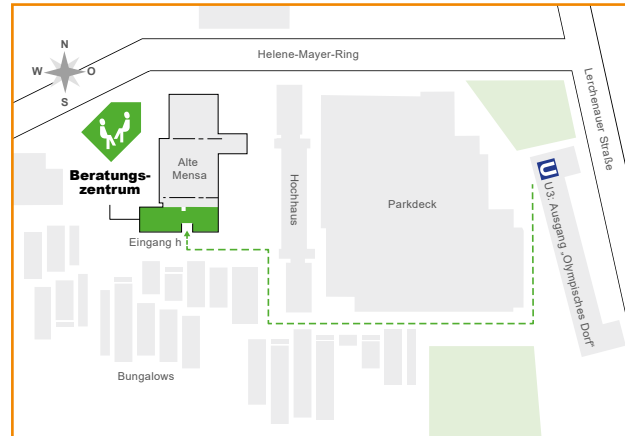 Helene-Mayer-Ring
N
W
O
S
Lerchenauer Straße
Beratungs-
zentrum
Alte
Mensa
Hochhaus
Parkdeck
U
U3: Ausgang „Olympisches Dorf“
Eingang h
Bungalows